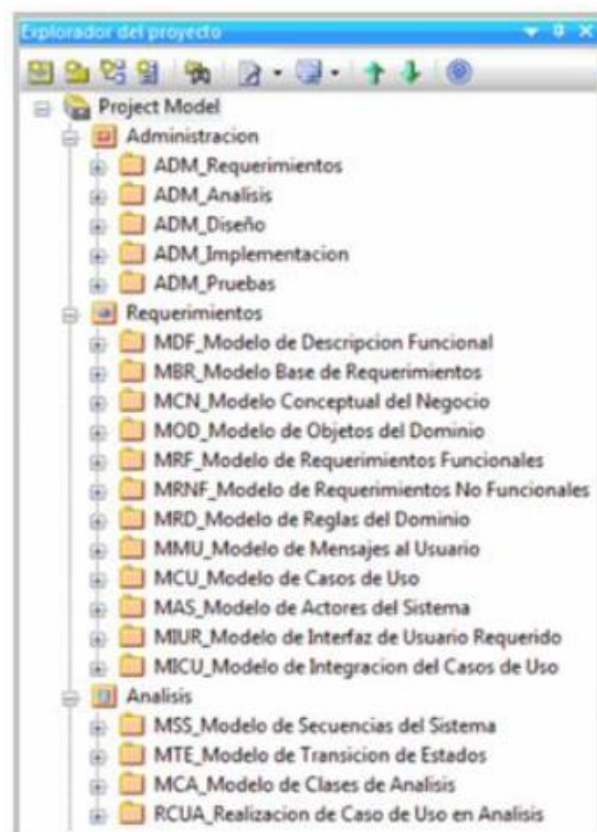 Explorador del proyecto
Project Model
Administracion
ADM_Requerimientos
ADM_Analisis
ADM_Diseño
ADM_Implementacion
ADM_Pruebas
Requerimientos
MDF_Modelo de Descripcion Funcional
MBR_Modelo Base de Requerimientos
MCN_Modelo Conceptual del Negocio
MOD_Modelo de Objetos del Dominio
MRF_Modelo de Requerimientos Funcionales
MRNF_Modelo de Requerimientos No Funcionales
MRD_Modelo de Reglas del Dominio
MMU_Modelo de Mensajes al Usuario
MCU_Modelo de Casos de Uso
MAS_Modelo de Actores del Sistema
MIUR_Modelo de Interfaz de Usuario Requerido
MICU_Modelo de Integracion del Casos de Uso
Analisis
MSS_Modelo de Secuencias del Sistema
MTE_Modelo de Transicion de Estados
MCA_Modelo de Clases de Analisis
RCUA_Realizacion de Caso de Uso en Analisis